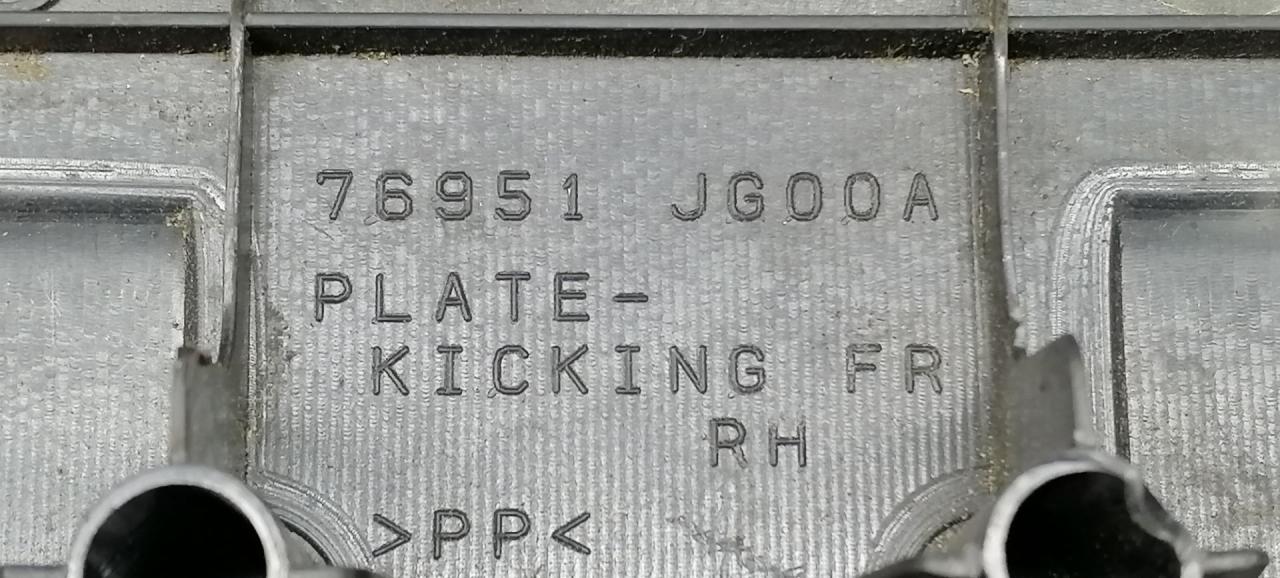 76951 JG00A
PLATE-
KICKING FR
RH
>PP<